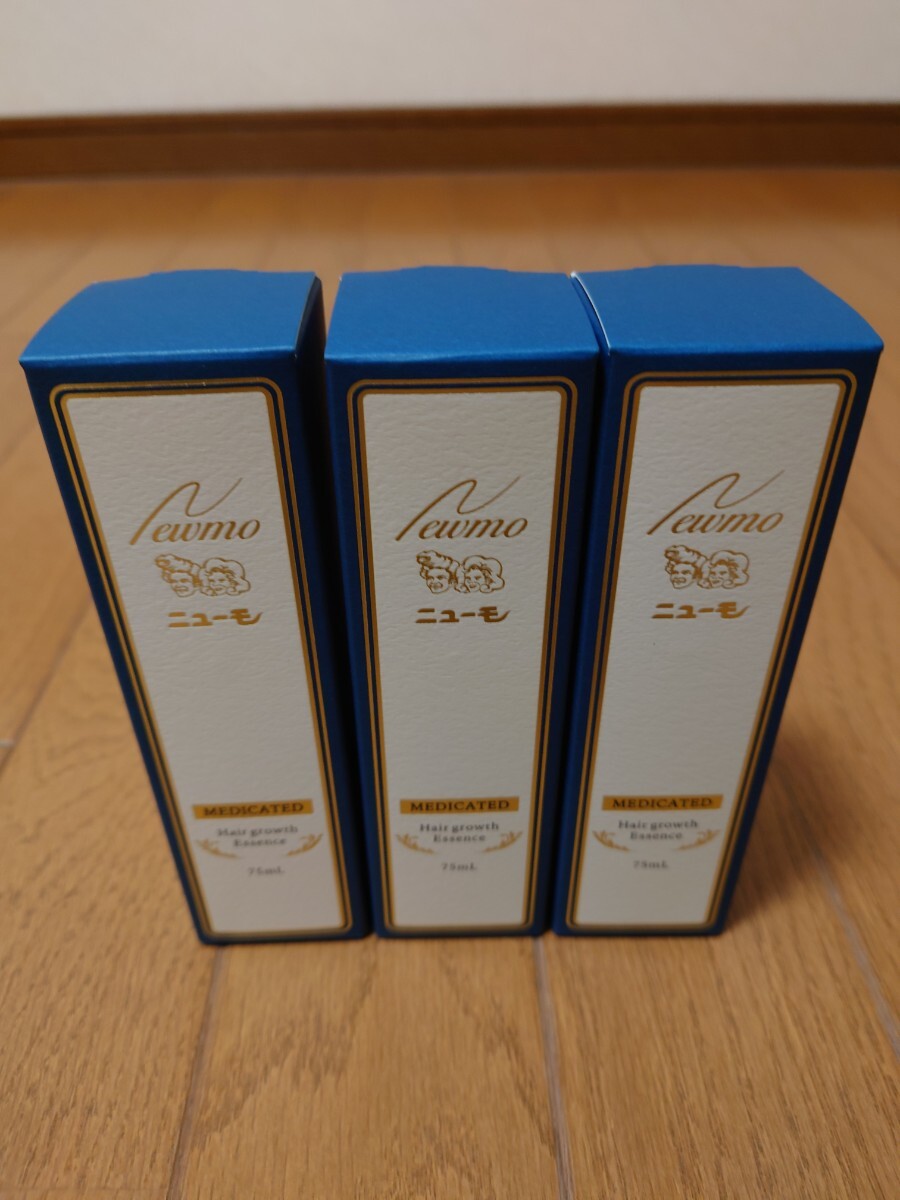 Newmo
ニューモ
MEDICATED
Hair growth
Essence
75mL
Newmo
ニューモ
MEDICATED
Hair growth
Essence
75mL
Newmo
ニューモ
MEDICATED
Hair growth
Essence
75mL